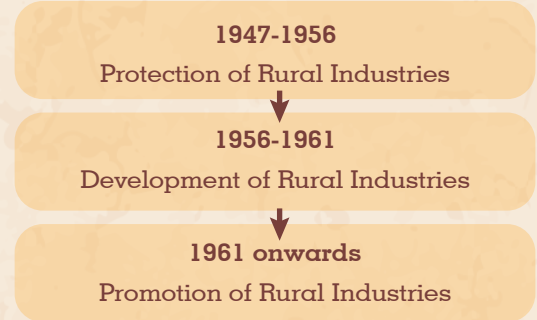 1947-1956
Protection of Rural Industries
1956-1961
Development of Rural Industries
1961 onwards
Promotion of Rural Industries